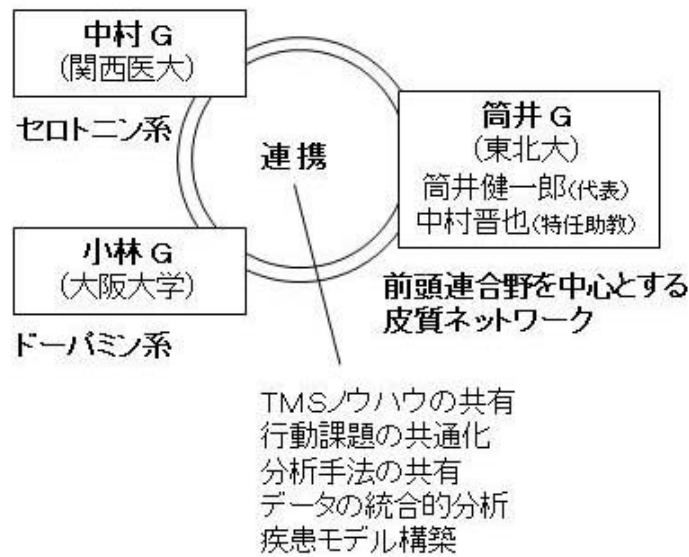 中村 G
(関西医大)
セロトニン系
連携
筒井 G
(東北大)
筒井健一郎(代表)
中村晋也(特任助教)
前頭連合野を中心とする
皮質ネットワーク
小林 G
(大阪大学)
ドーパミン系
TMSノウハウの共有
行動課題の共通化
分析手法の共有
データの統合的分析
疾患モデル構築